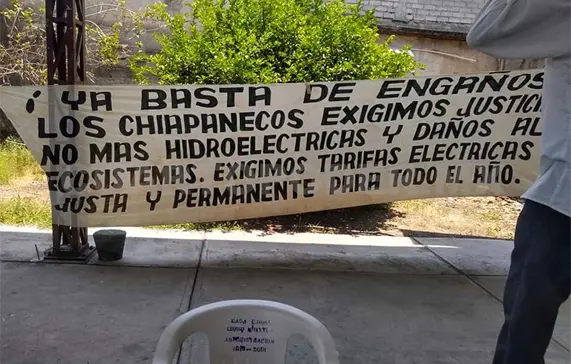 ¡YA BASTA DE ENGAÑOS
LOS CHIAPANECOS EXIGIMOS JUSTICI
NO MAS HIDROELECTRICAS Y DAÑOS AL
ECOSISTEMAS. EXIGIMOS TARIFAS ELECTRICAS
JUSTA Y PERMANENTE PARA TODO EL AÑO.